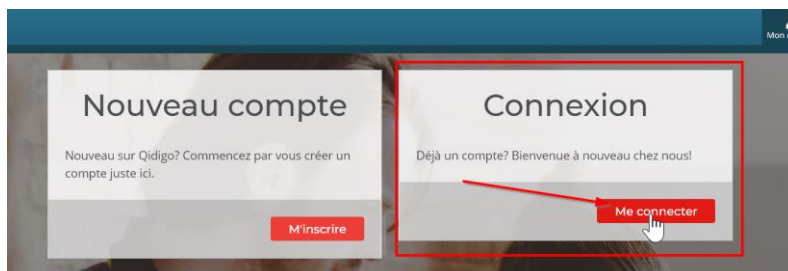 Mon
Nouveau compte
Nouveau sur Qidigo? Commencez par vous créer un
compte juste ici.
M'inscrire
Connexion
Déjà un compte? Bienvenue à nouveau chez nous!
Me connecter